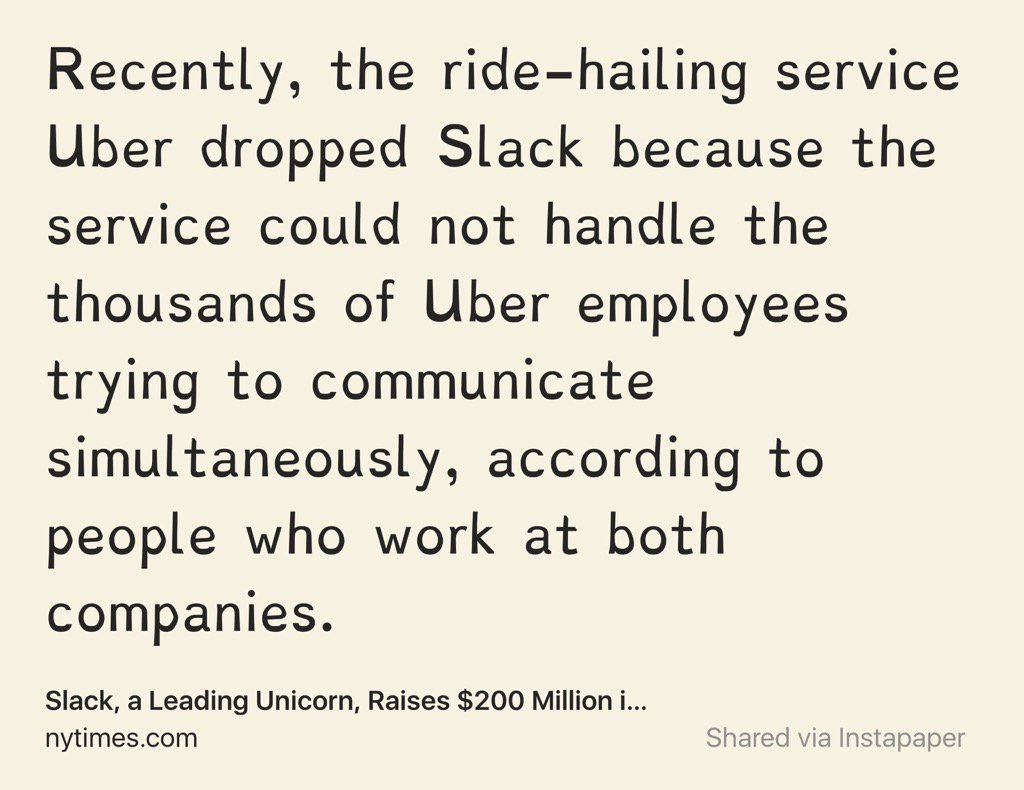 Recently, the ride-hailing service
Uber dropped Slack because the
service could not handle the
thousands of Uber employees
trying to communicate
simultaneously, according to
people who work at both
companies.
Slack, a Leading Unicorn, Raises $200 Million i...
nytimes.com
Shared via Instapaper